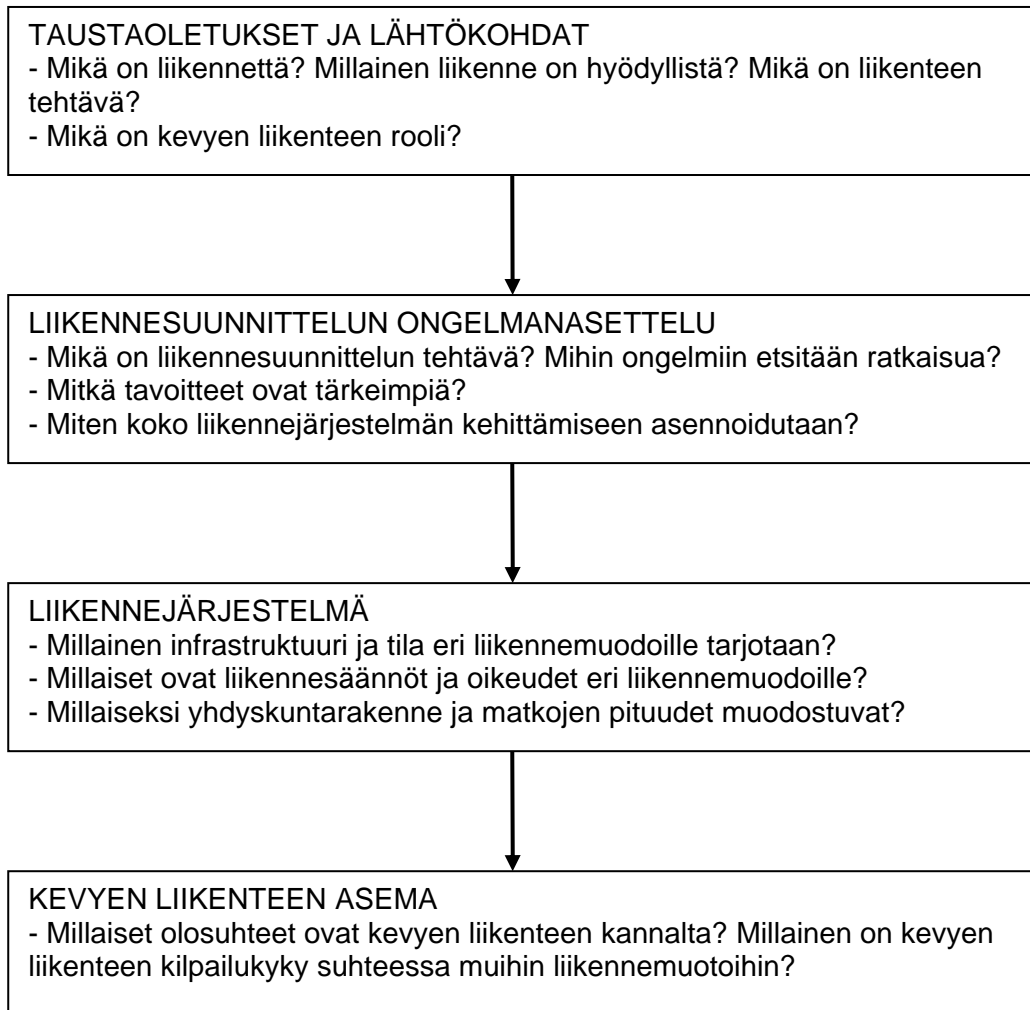 TAUSTAOLETUKSET JA LÄHTÖKOHDAT
- Mikä on liikennettä? Millainen liikenne on hyödyllistä? Mikä on liikenteen
tehtävä?
- Mikä on kevyen liikenteen rooli?
LIIKENNESUUNNITTELUN ONGELMANASETTELU
- Mikä on liikennesuunnittelun tehtävä? Mihin ongelmiin etsitään ratkaisua?
- Mitkä tavoitteet ovat tärkeimpiä?
- Miten koko liikennejärjestelmän kehittämiseen asennoidutaan?
LIIKENNEJÄRJESTELMÄ
- Millainen infrastruktuuri ja tila eri liikennemuodoille tarjotaan?
- Millaiset ovat liikennesäännöt ja oikeudet eri liikennemuodoille?
- Millaiseksi yhdyskuntarakenne ja matkojen pituudet muodostuvat?
KEVYEN LIIKENTEEN ASEMA
- Millaiset olosuhteet ovat kevyen liikenteen kannalta? Millainen on kevyen
liikenteen kilpailukyky suhteessa muihin liikennemuotoihin?